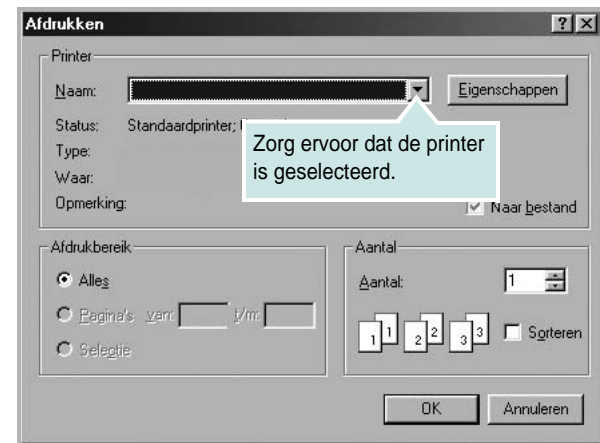 Afdrukken
Printer
Naam:
Eigenschappen
Status: Standaardprinter;
Type:
Waar:
Opmerking:
Naar bestand
Zorg ervoor dat de printer
is geselecteerd.
Afdrukbereik
Alles
Pagina's van: t/m:
Selectie
Aantal
Aantal: 1
1 1 2 2 3 3
Sorteren
OK Annuleren